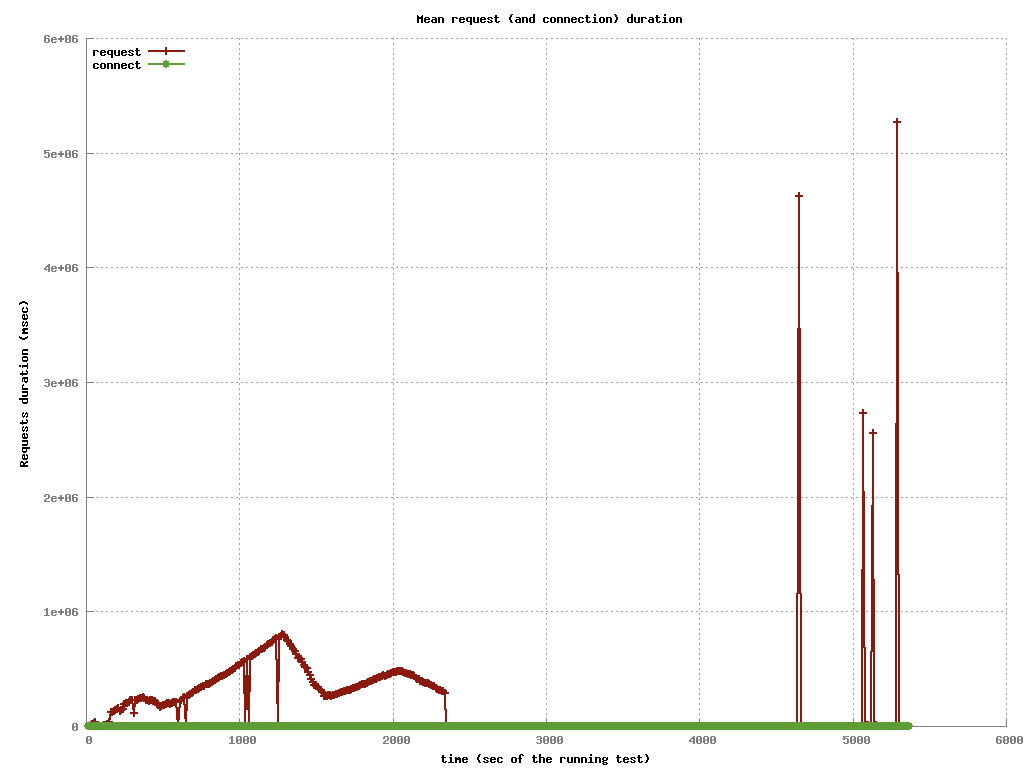 Mean request (and connection) duration
request
connect
6e+06
5e+06
4e+06
3e+06
2e+06
1e+06
0
Requests duration (msec)
0 1000 2000 3000 4000 5000 6000
time (sec of the running test)